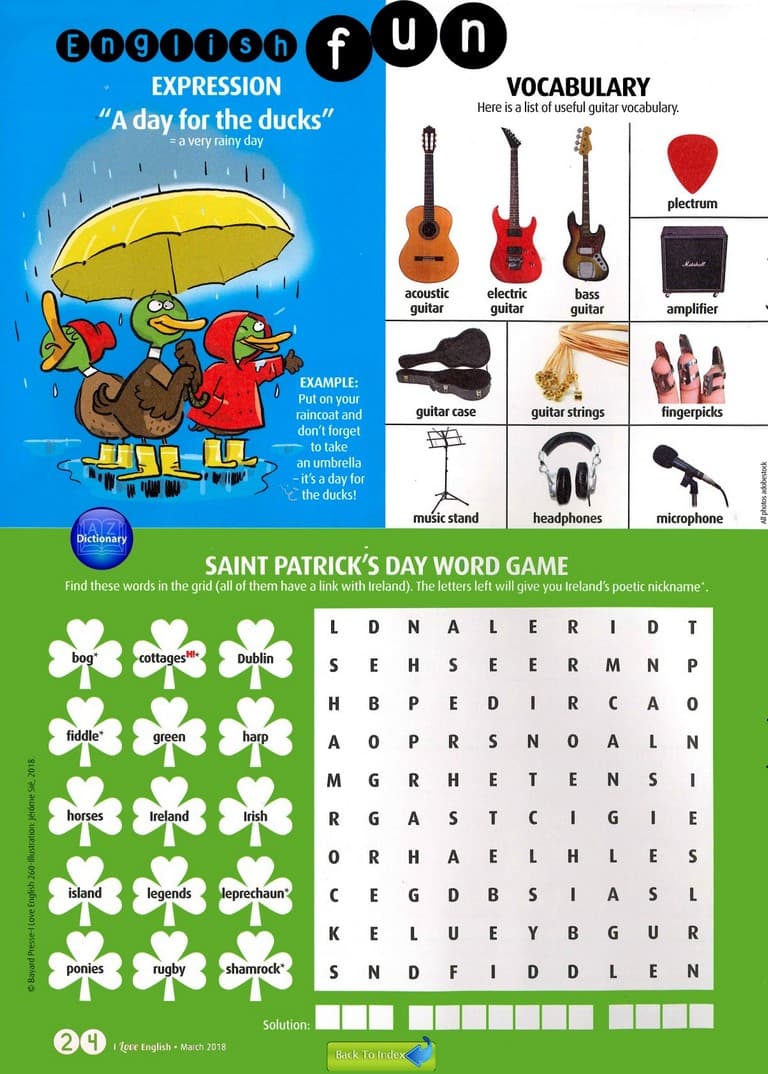 English fun
EXPRESSION
“A day for the ducks”
= a very rainy day
EXAMPLE:
Put on your
raincoat and
don’t forget
to take
an umbrella
– it’s a day for
the ducks!
VOCABULARY
Here is a list of useful guitar vocabulary.
acoustic
guitar
electric
guitar
bass
guitar
plectrum
Marshall
amplifier
guitar case
guitar strings
fingerpicks
music stand
headphones
microphone
All photos adobestock
A Z
Dictionary
SAINT PATRICK’S DAY WORD GAME
Find these words in the grid (all of them have a link with Ireland). The letters left will give you Ireland’s poetic nickname*.
bog* cottagesH!* Dublin
fiddle* green harp
horses Ireland Irish
island legends leprechaun*
ponies rugby shamrock*
L D N A L E R I D T
S E H S E E R M N P
H B P E D I R C A O
A O P R S N O A L N
M G R H E T E N S I
R G A S T C I G I E
O R H A E L H L E S
C E G D B S I A S L
K E L U E Y B G U R
S N D F I D D L E N
Solution:
© Bayard Presse-I Love English 260-Illustration: Jérôme Sié, 2018.
24 I Love English • March 2018
Back To Index